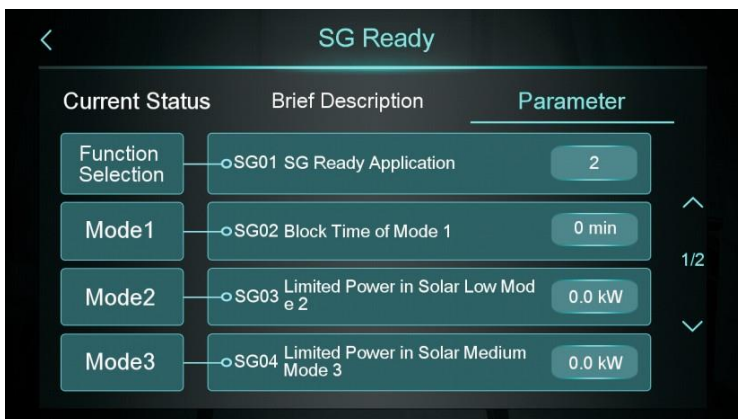 SG Ready
Current Status Brief Description Parameter
Function
Selection
SG01 SG Ready Application 2
Mode1 SG02 Block Time of Mode 1 0 min
1/2
Mode2 SG03 Limited Power in Solar Low Mod
e 2 0.0 kW
Mode3 SG04 Limited Power in Solar Medium
Mode 3 0.0 kW